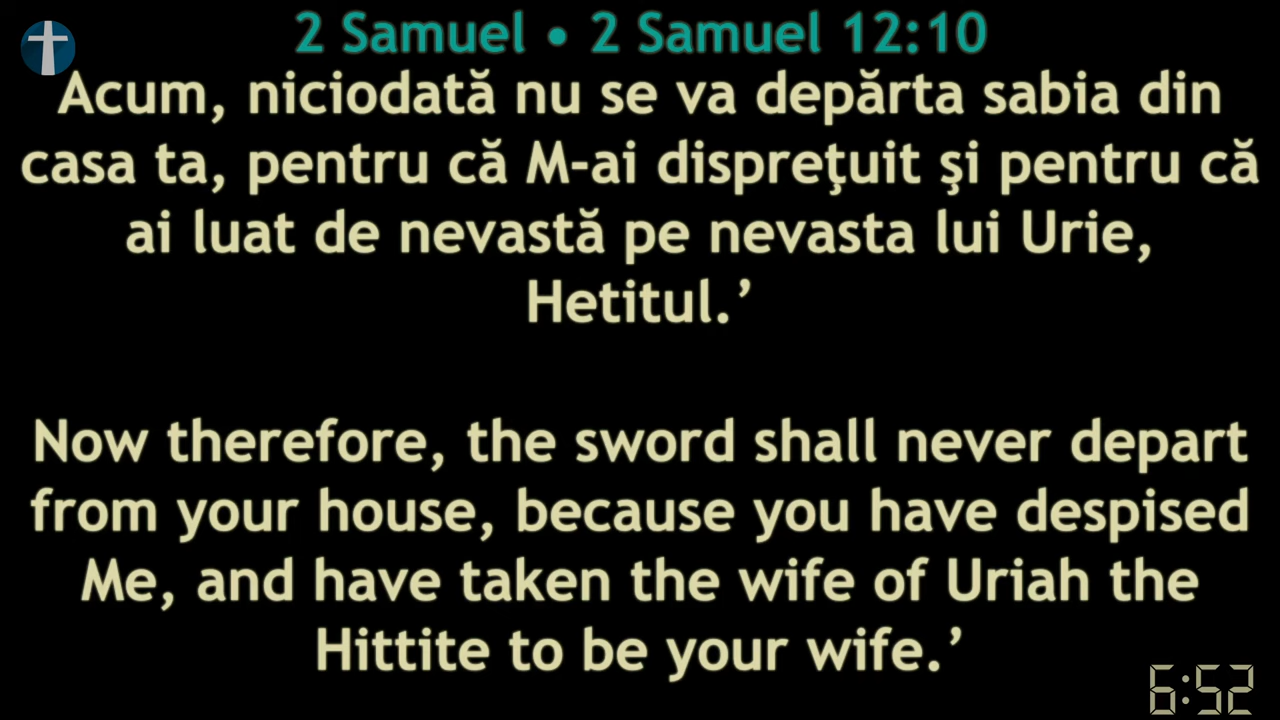 2 Samuel • 2 Samuel 12:10
Acum, niciodată nu se va depărta sabia din
casa ta, pentru că M-ai disprețuit și pentru că
ai luat de nevastă pe nevasta lui Urie,
Hetitul.’
Now therefore, the sword shall never depart
from your house, because you have despised
Me, and have taken the wife of Uriah the
Hittite to be your wife.’
6:52